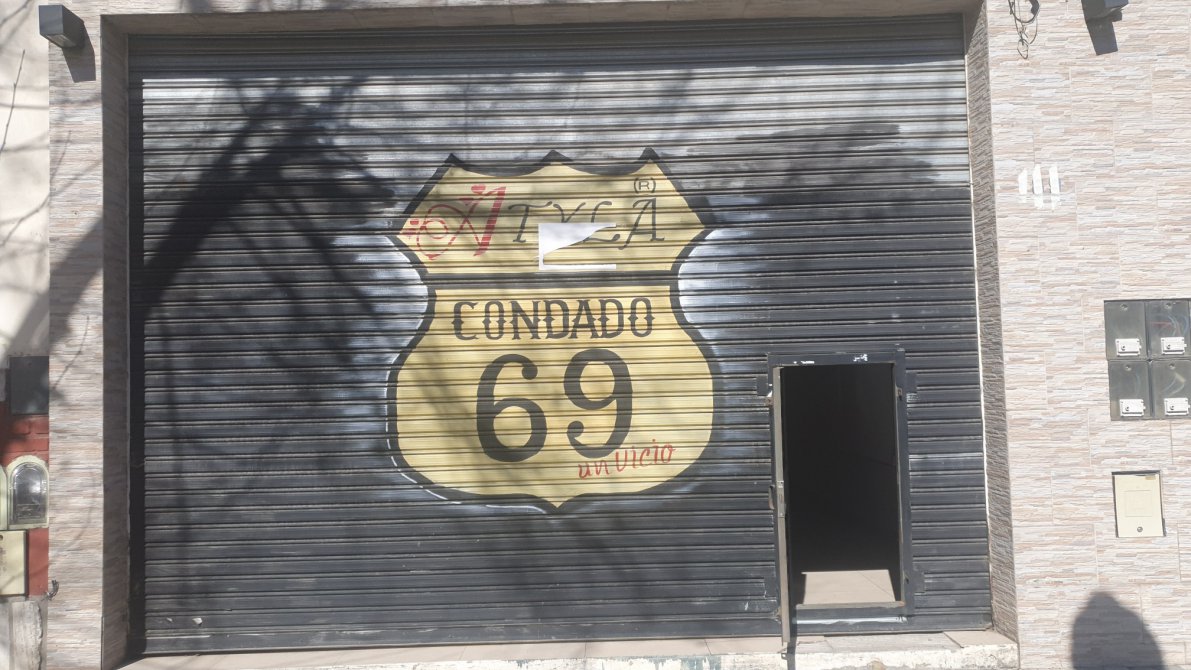 ®
ATYLA
CONDADO
69
un vicio